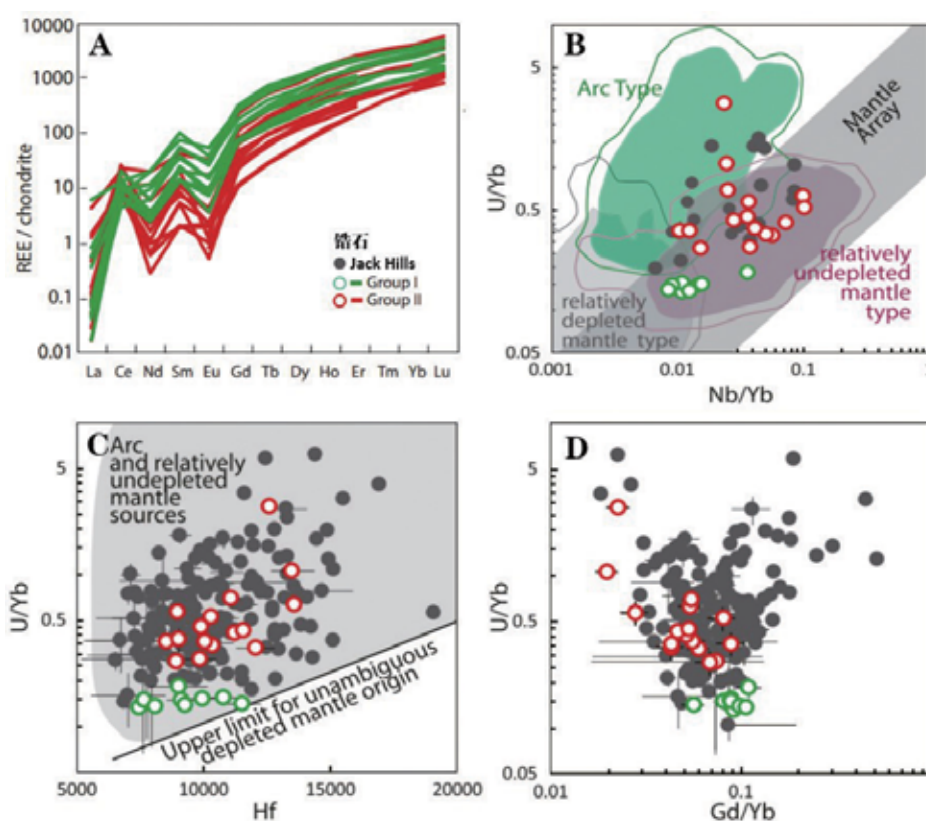 A
10000
1000
100
10
1
0.1
0.01
REE / chondrite
La Ce Nd Sm Eu Gd Tb Dy Ho Er Tm Yb Lu
锆石
Jack Hills
Group I
Group II
B
5
0.5
0.05
U/Yb
Arc Type
Mantle
Array
relatively
undepleted
mantle
type
relatively
depleted
mantle type
0.001 0.01 0.1 1
Nb/Yb
C
Arc
and relatively
undepleted
mantle
sources
5
0.5
U/Yb
Upper limit for unambiguous
depleted mantle origin
5000 10000 15000 20000
Hf
D
5
0.5
0.05
U/Yb
0.01 0.1
Gd/Yb